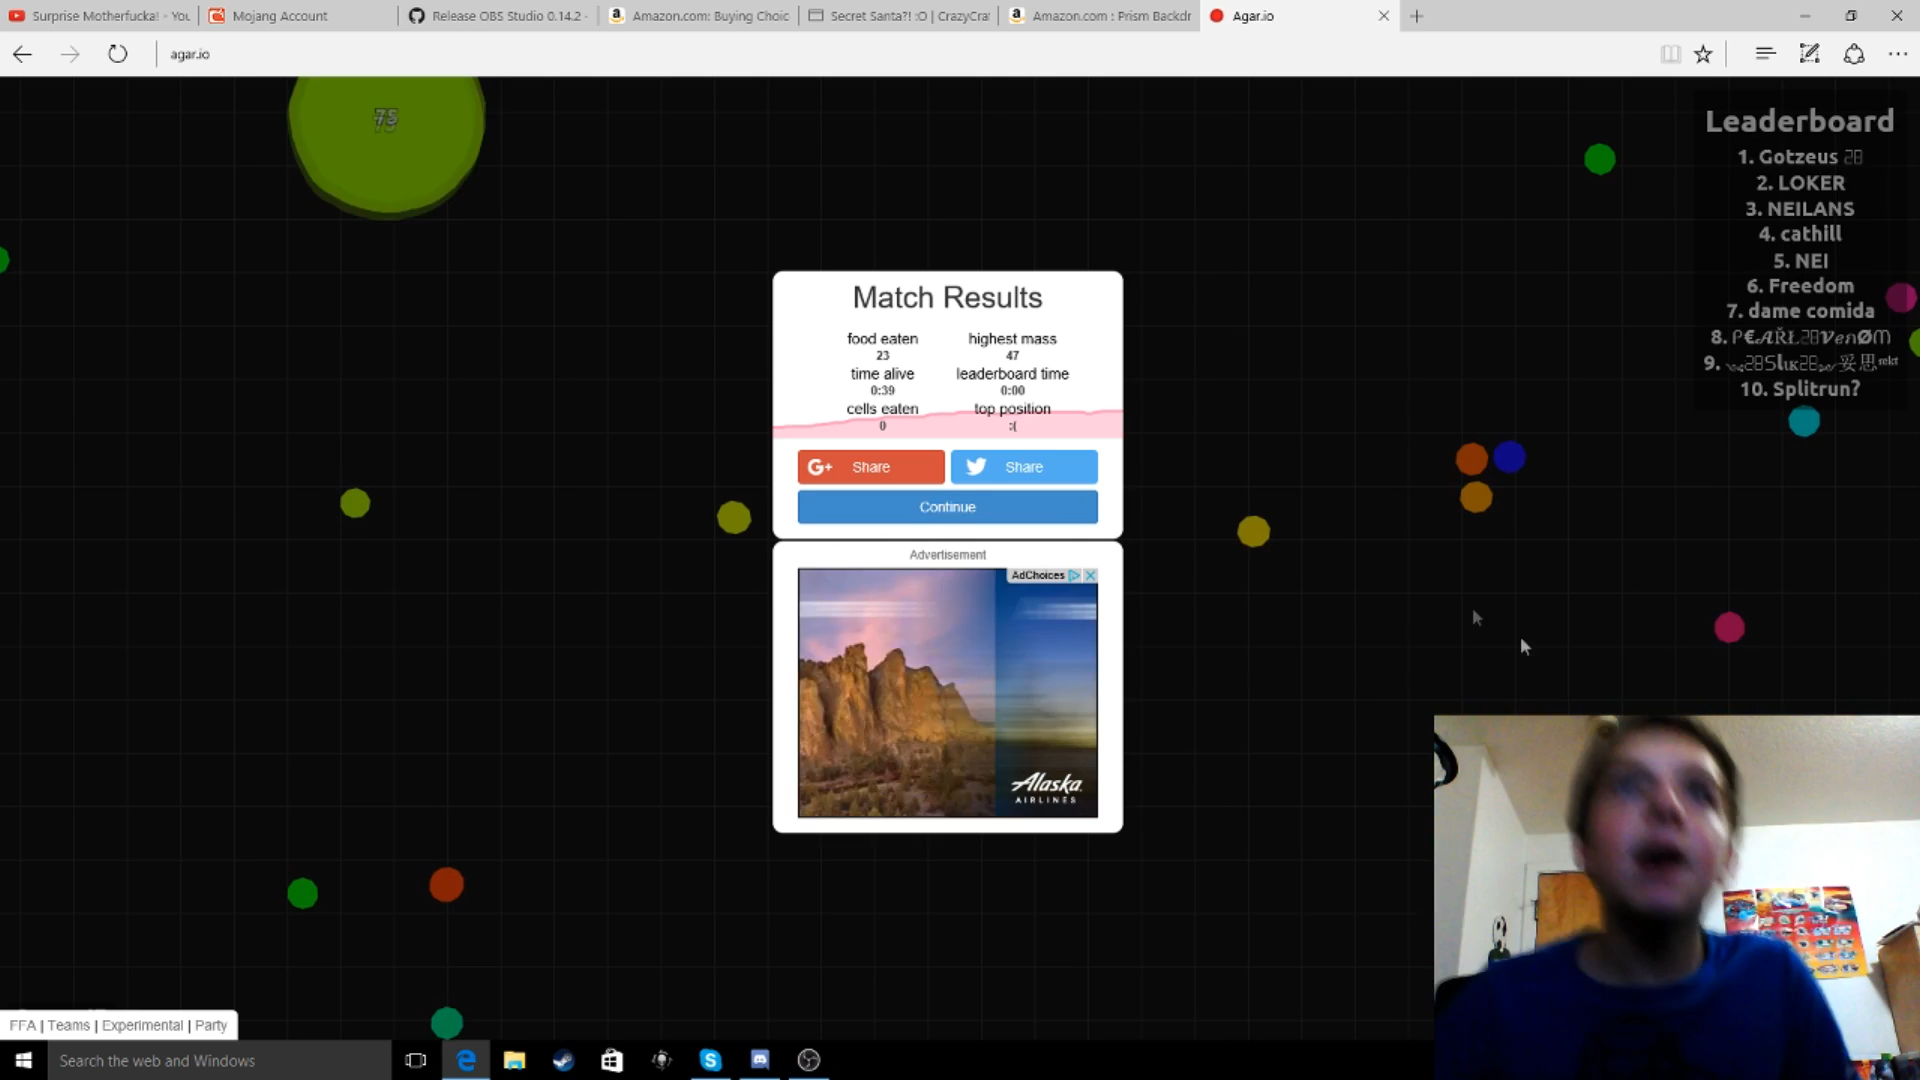 Surprise Motherfucka! - You
Mojang Account
Release OBS Studio 0.14.2 -
Amazon.com: Buying Choic
Secret Santa?! :O | CrazyCra
Amazon.com : Prism Backdr
Agar.io
agar.io
75
Leaderboard
1. Gotzeus
2. LOKER
3. NEILANS
4. cathill
5. NEI
6. Freedom
7. dame comida
10. Splitrun?
Match Results
food eaten highest mass
23 47
time alive leaderboard time
0:39 0:00
cells eaten top position
0 :(
G+ Share Share
Continue
Advertisement
AdChoices
Alaska
AIRLINES
FFA | Teams | Experimental | Party
Search the web and Windows